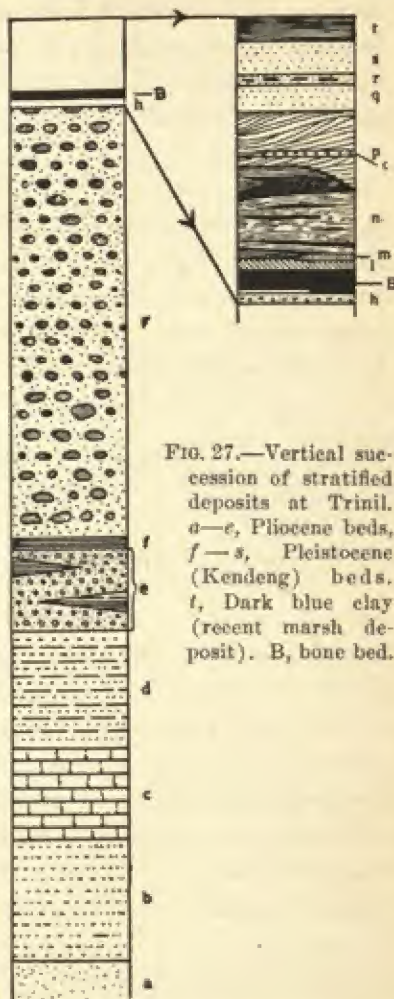 t
s
r
q
p
c
n
m
l
B
h
B
h
f
f
e
d
c
b
a
FIG. 27.—Vertical suc-
cession of stratified
deposits at Trinil.
a—e, Pliocene beds,
f—s, Pleistocene
(Kendeng) beds.
t, Dark blue clay
(recent marsh de-
posit). B, bone bed.